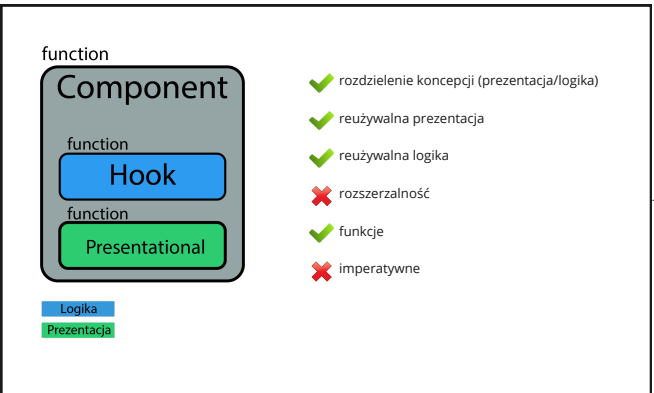 function
Component
function
Hook
function
Presentational
Logika
Prezentacja
rozdzielenie koncepcji (prezentacja/logika)
reużywalna prezentacja
reużywalna logika
rozszerzalność
funkcje
imperatywne